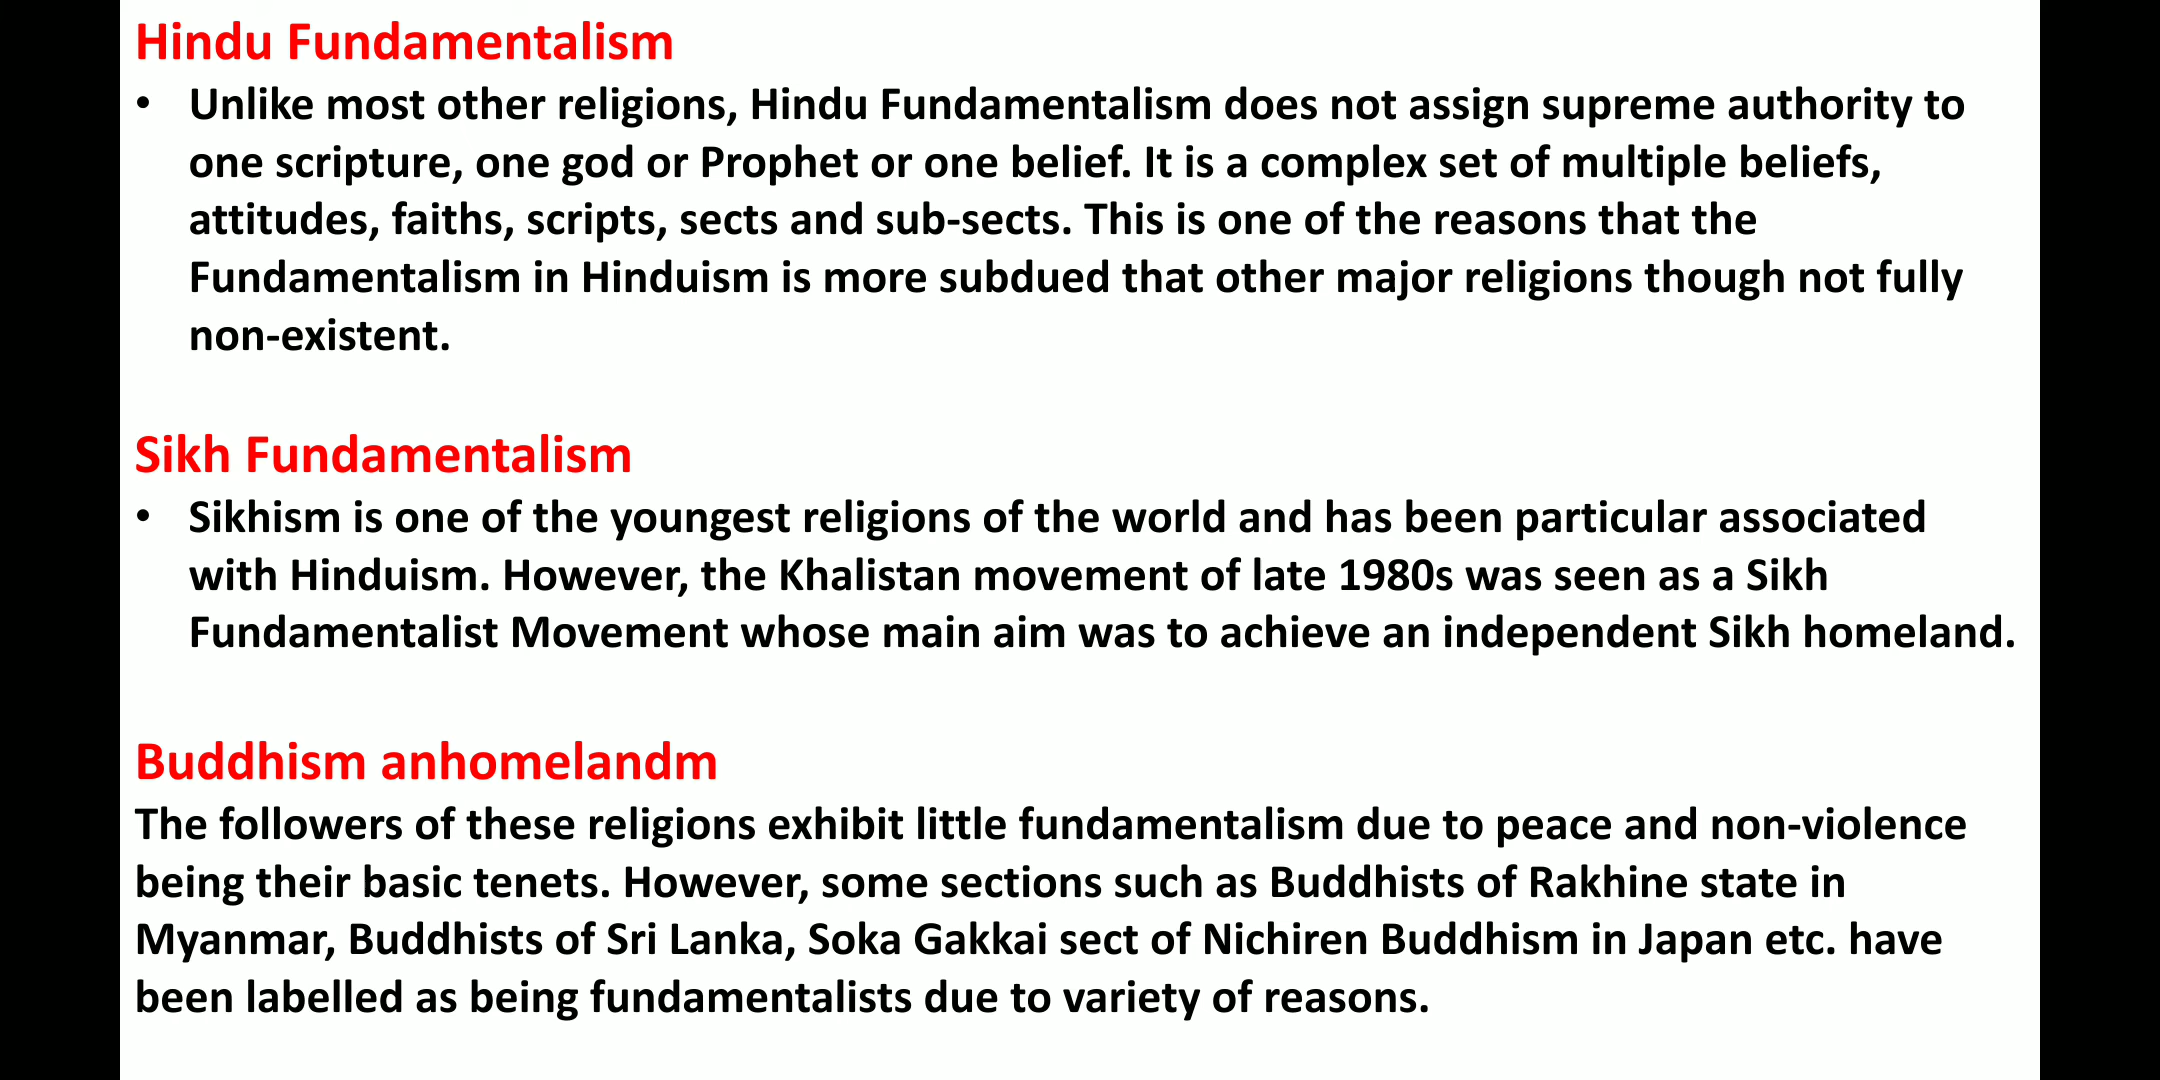 Hindu Fundamentalism
• Unlike most other religions, Hindu Fundamentalism does not assign supreme authority to
one scripture, one god or Prophet or one belief. It is a complex set of multiple beliefs,
attitudes, faiths, scripts, sects and sub-sects. This is one of the reasons that the
Fundamentalism in Hinduism is more subdued that other major religions though not fully
non-existent.
Sikh Fundamentalism
• Sikhism is one of the youngest religions of the world and has been particular associated
with Hinduism. However, the Khalistan movement of late 1980s was seen as a Sikh
Fundamentalist Movement whose main aim was to achieve an independent Sikh homeland.
Buddhism anhomelandm
The followers of these religions exhibit little fundamentalism due to peace and non-violence
being their basic tenets. However, some sections such as Buddhists of Rakhine state in
Myanmar, Buddhists of Sri Lanka, Soka Gakkai sect of Nichiren Buddhism in Japan etc. have
been labelled as being fundamentalists due to variety of reasons.